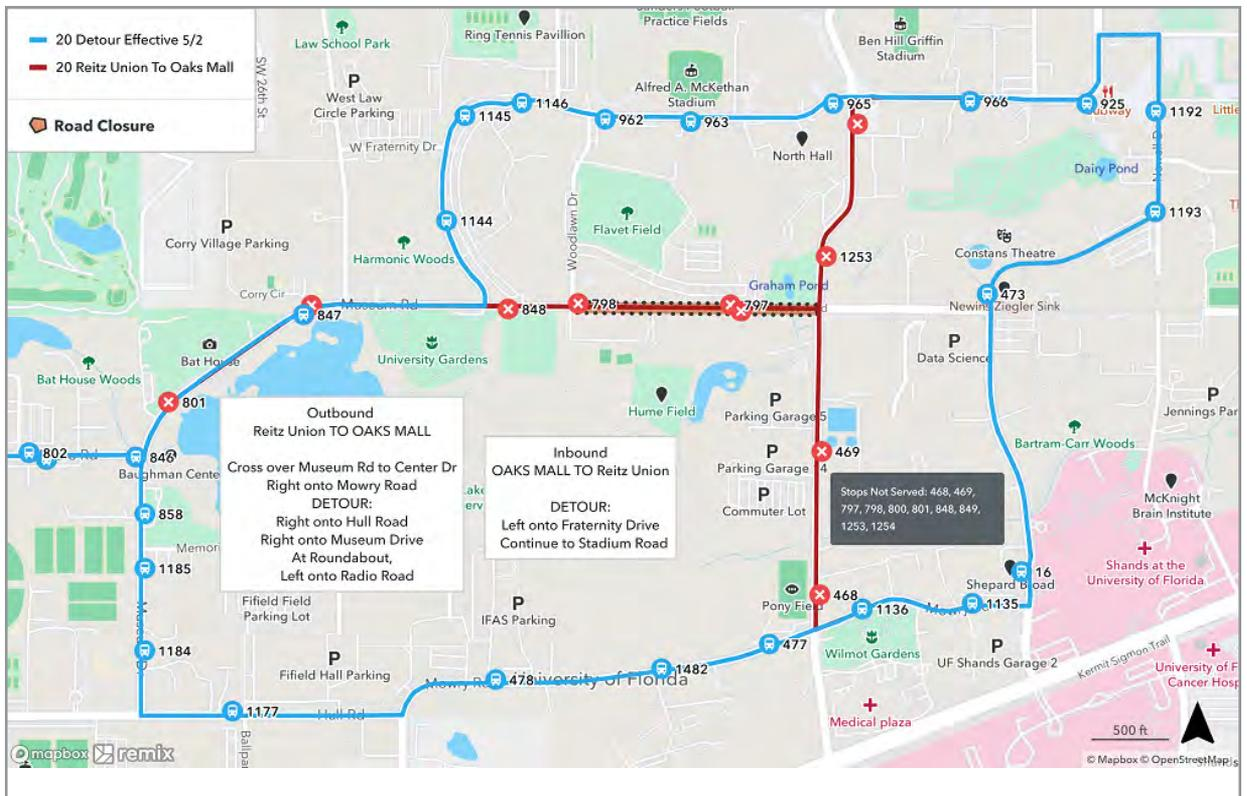 20 Detour Effective 5/2
20 Reitz Union To Oaks Mall
Road Closure
Law School Park
Ring Tennis Pavillion
Practice Fields
Ben Hill Griffin
Stadium
SW 26th St
P
West Law
Circle Parking
Alfred A. McKethan
Stadium
1146
1145
962
963
965
966
925
1192
W Fraternity Dr
North Hall
Dairy Pond
P
Corry Village Parking
1144
Woodlawn Dr
Flavet Field
1193
Harmonic Woods
1253
Constans Theatre
Graham Pond
473
Newins Ziegler Sink
Corry Cir
Museum Rd
847
848
798
797
Bat House
University Gardens
P
Data Science
Bat House Woods
801
Hume Field
P
Parking Garage 5
P
Jennings Par
Outbound
Reitz Union TO OAKS MALL
Cross over Museum Rd to Center Dr
Right onto Mowry Road
DETOUR:
Right onto Hull Road
Right onto Museum Drive
At Roundabout,
Left onto Radio Road
Inbound
OAKS MALL TO Reitz Union
DETOUR:
Left onto Fraternity Drive
Continue to Stadium Road
802
846
Baughman Cente
Bartram-Carr Woods
P
469
P
Commuter Lot
Stops Not Served: 468, 469,
797, 798, 800, 801, 848, 849,
1253, 1254
McKnight
Brain Institute
858
Lake
1185
Shands at the
University of Florida
16
Fifield Field
Parking Lot
P
IFAS Parking
Pony Field
468
1136
1135
1184
477
Wilmot Gardens
P
UF Shands Garage 2
Kermit Sigmon Trail
P
Fifield Hall Parking
478
University of Florida
1482
Cancer Hosp
1177
Hull Rd
Medical plaza
500 ft
mapbox
remix
© Mapbox © OpenStreetMap